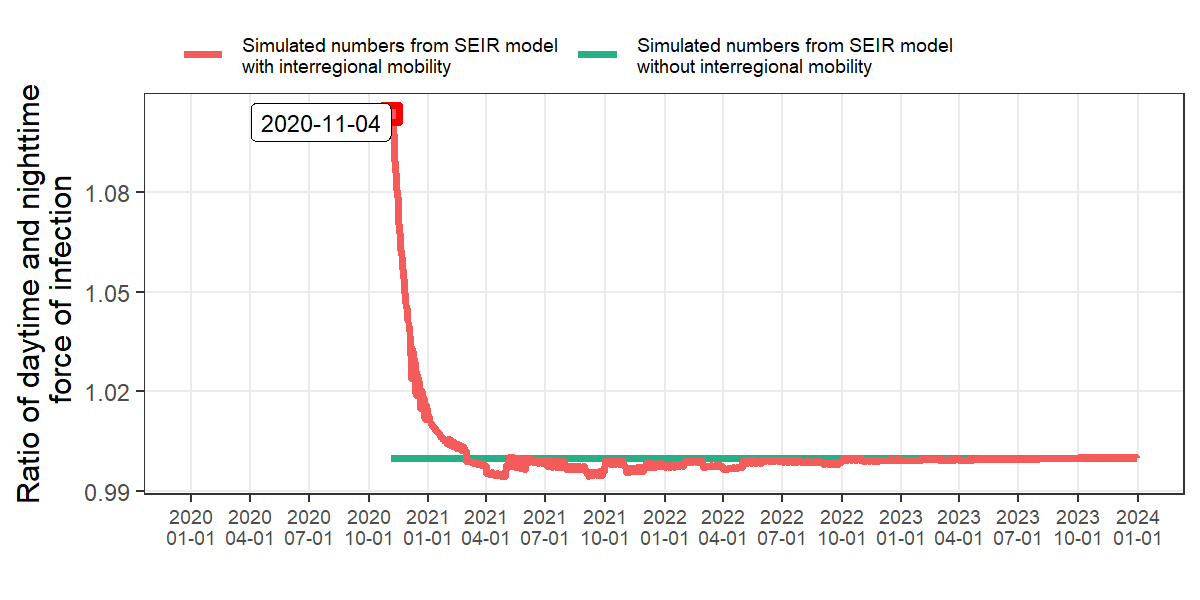 Simulated numbers from SEIR model
with interregional mobility
Simulated numbers from SEIR model
without interregional mobility
Ratio of daytime and nighttime
force of infection
2020-11-04
1.08
1.05
1.02
0.99
2020 2020 2020 2020 2021 2021 2021 2021 2022 2022 2022 2022 2023 2023 2023 2023 2024
01-01 04-01 07-01 10-01 01-01 04-01 07-01 10-01 01-01 04-01 07-01 10-01 01-01 04-01 07-01 10-01 01-01